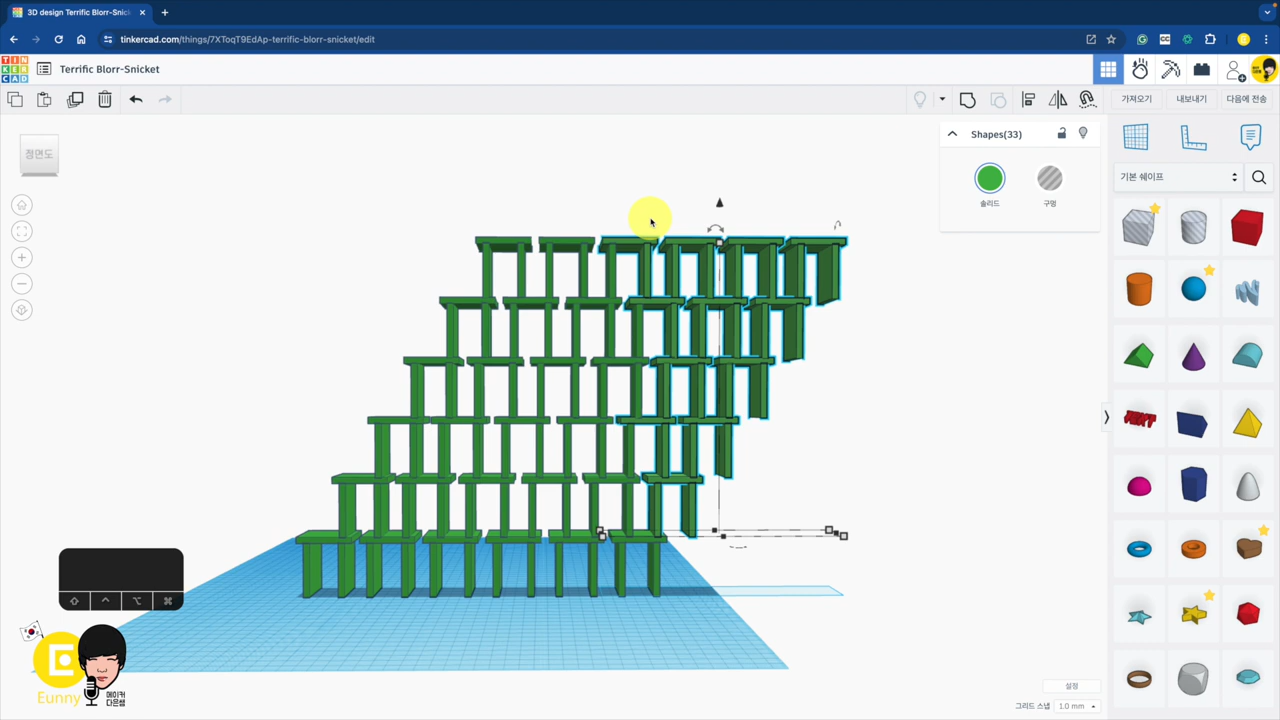 3D design Terrific Blorr-Snick
tinkercad.com/things/7XToqT9EdAp-terrific-blorr-snicket/edit
TIN
KER
CAD
Terrific Blorr-Snicket
가져오기
내보내기
다음에 전송
정면도
Shapes(33)
솔리드
구멍
기본 쉐이프
TEXT
설정
그리드 스냅
1.0 mm
Eunny
메이커
다은쌤